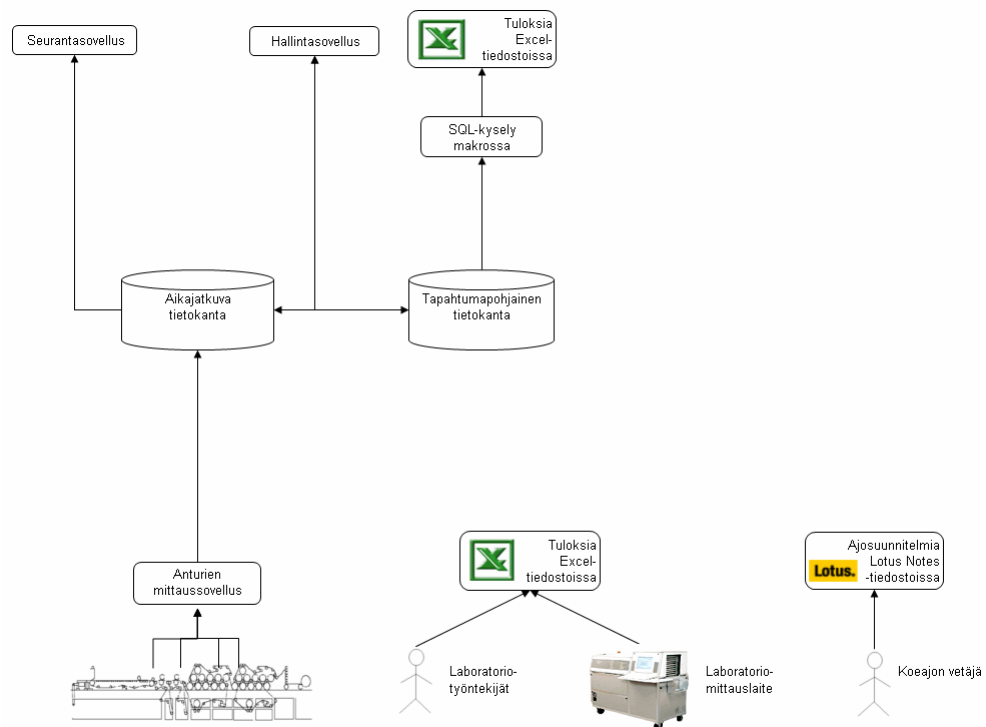 Seurantasovellus
Hallintasovellus
Tuloksia
Excel-
tiedostoissa
SQL-kysely
makrossa
Aikajatkuva
tietokanta
Tapahtumapohjainen
tietokanta
Anturien
mittaussovellus
Tuloksia
Excel-
tiedostoissa
Ajosuunnitelmia
Lotus Notes
-tiedostoissa
Lotus.
Laboratorio-
työntekijät
Laboratorio-
mittauslaite
Koeajon vetäjä